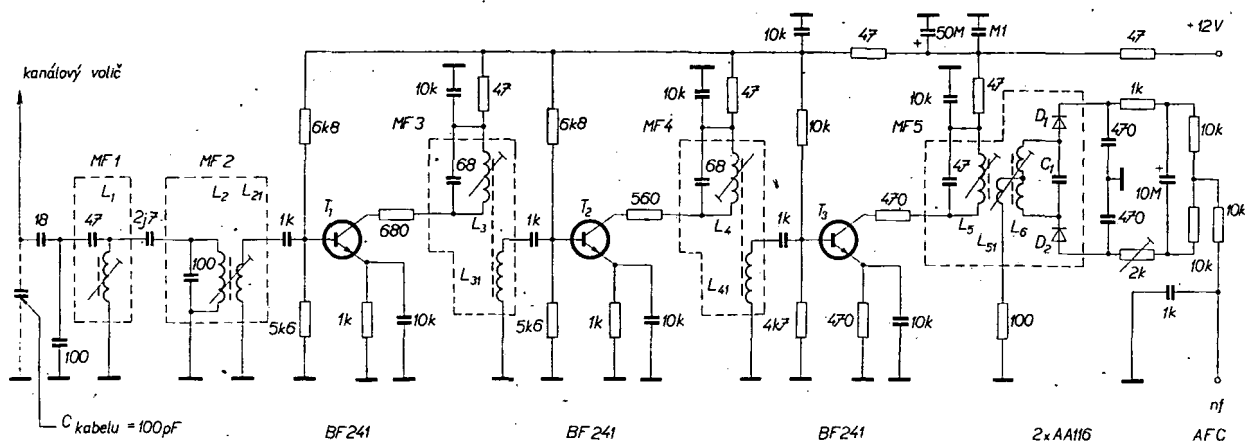 10k
47
50M
+
M1
47
+12V
kanálový volič
10k
47
10k
47
10k
47
1k
6k8
MF3
6k8
MF4
10k
MF5
D1
470
10k
MF1
MF2
68
68
47
C1
+
10M
L1
L2
L21
18
47
2j7
1k
T1
680
L3
1k
T2
560
L4
1k
T3
470
L5
L51
L6
D2
470
10k
10k
2k
100
L31
L41
5k6
1k
10k
5k6
1k
10k
4k7
470
10k
100
1k
100
C kabelu = 100pF
BF241
BF241
BF241
2xAA116
nf
AFC